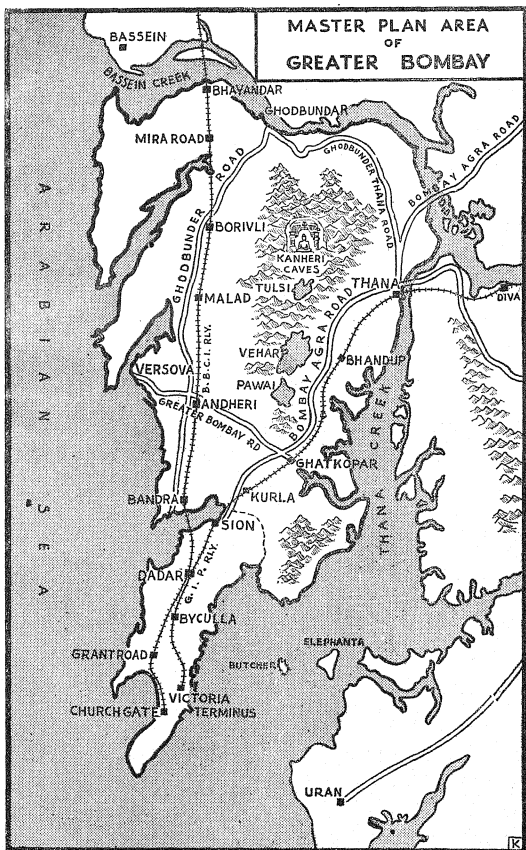 MASTER PLAN AREA
OF
GREATER BOMBAY
BASSEIN
BASSEIN CREEK
BHAYANDAR
GHODBUNDAR
MIRA ROAD
GHODBUNDER ROAD
GHODBUNDER THANA ROAD
BOMBAY AGRA ROAD
BORIVLI
KANHERI
CAVES
TULSI
THANA
DIVA
MALAD
B.B.C.I. RLY.
VEHAR
BHANDUP
PAWAI
BOMBAY AGRA ROAD
VERSOVA
ANDHERI
GREATER BOMBAY RD
GHATKOPAR
THANA CREEK
ARABIAN SEA
BANDRA
KURLA
SION
DADAR
G.I.P. RLY.
BYCULLA
GRANT ROAD
BUTCHER
ELEPHANTA
VICTORIA
TERMINUS
CHURCHGATE
URAN
K